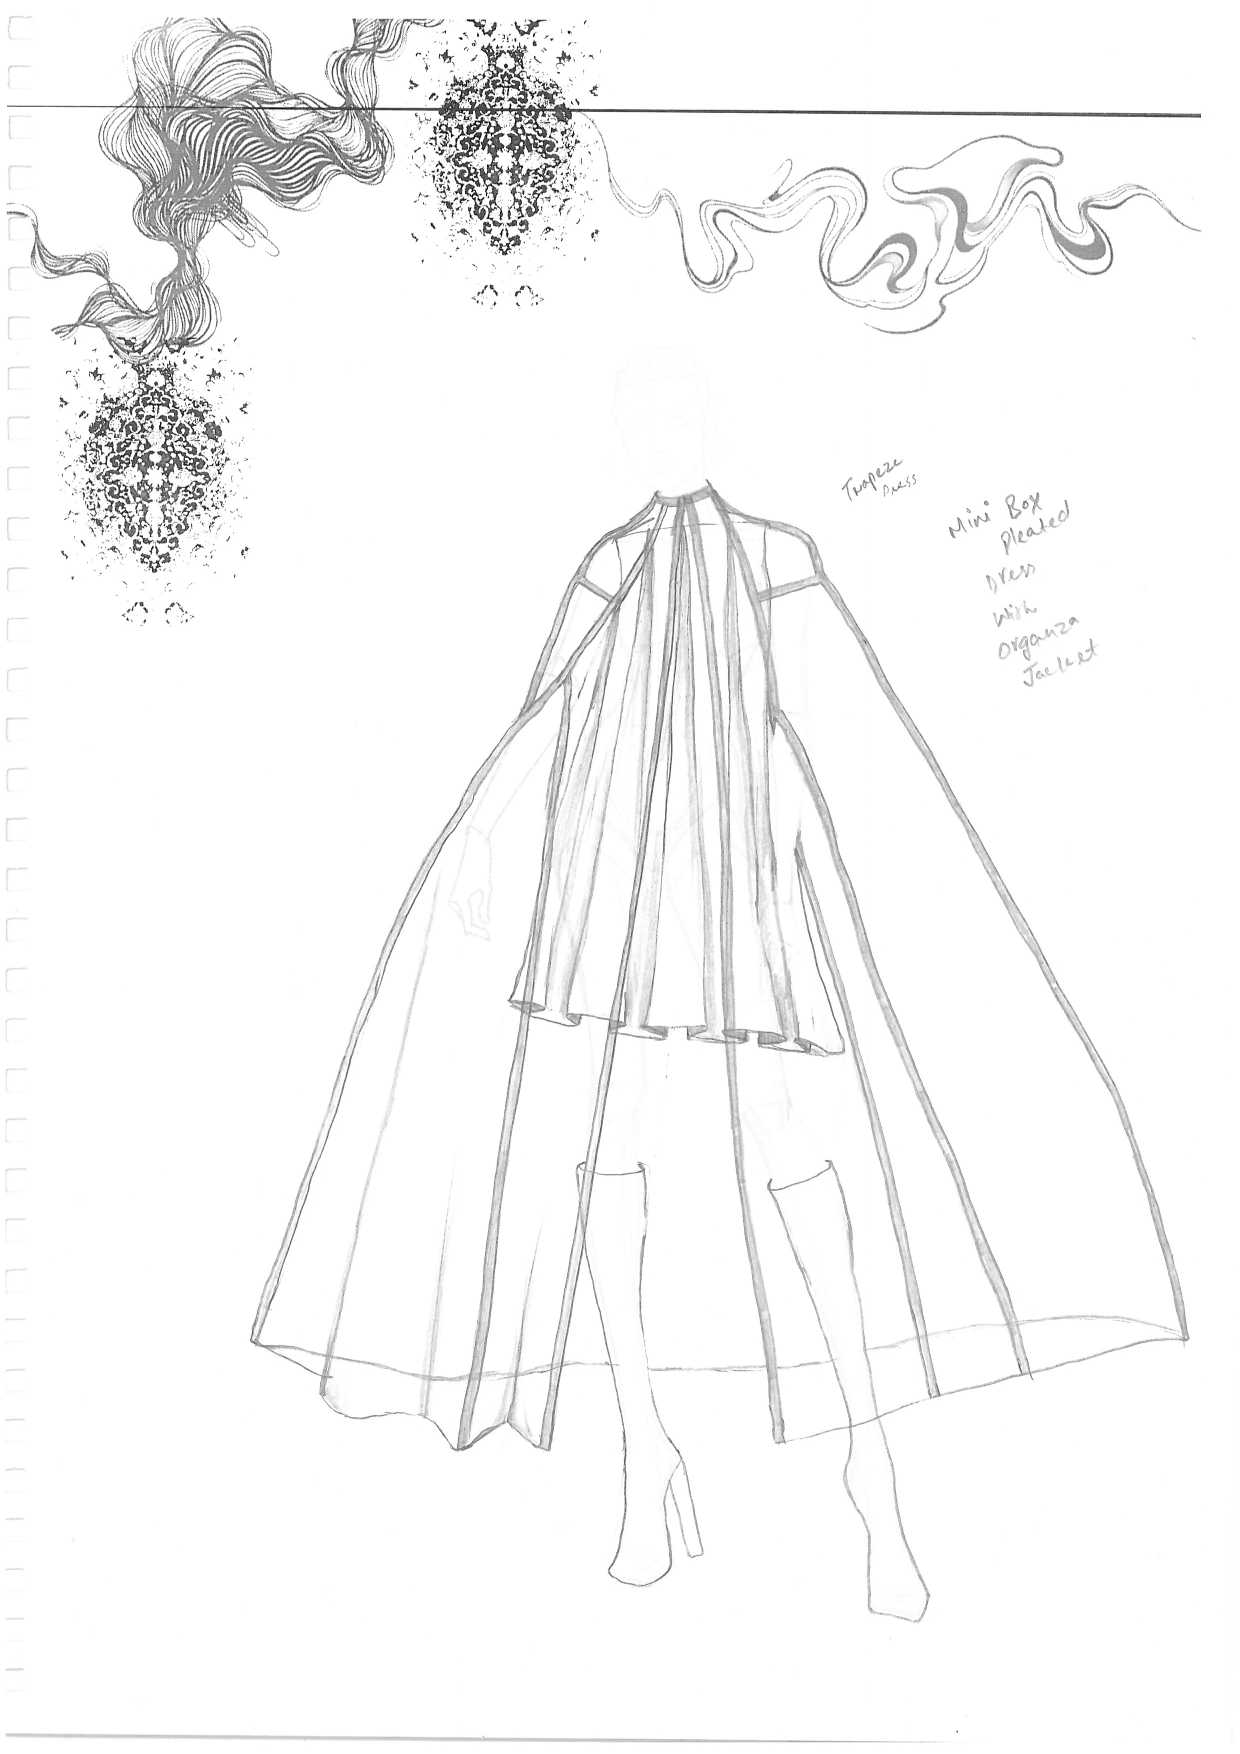 Trapeze
Dress
Mini Box
Pleated
Dress
With
Organza
Jacket